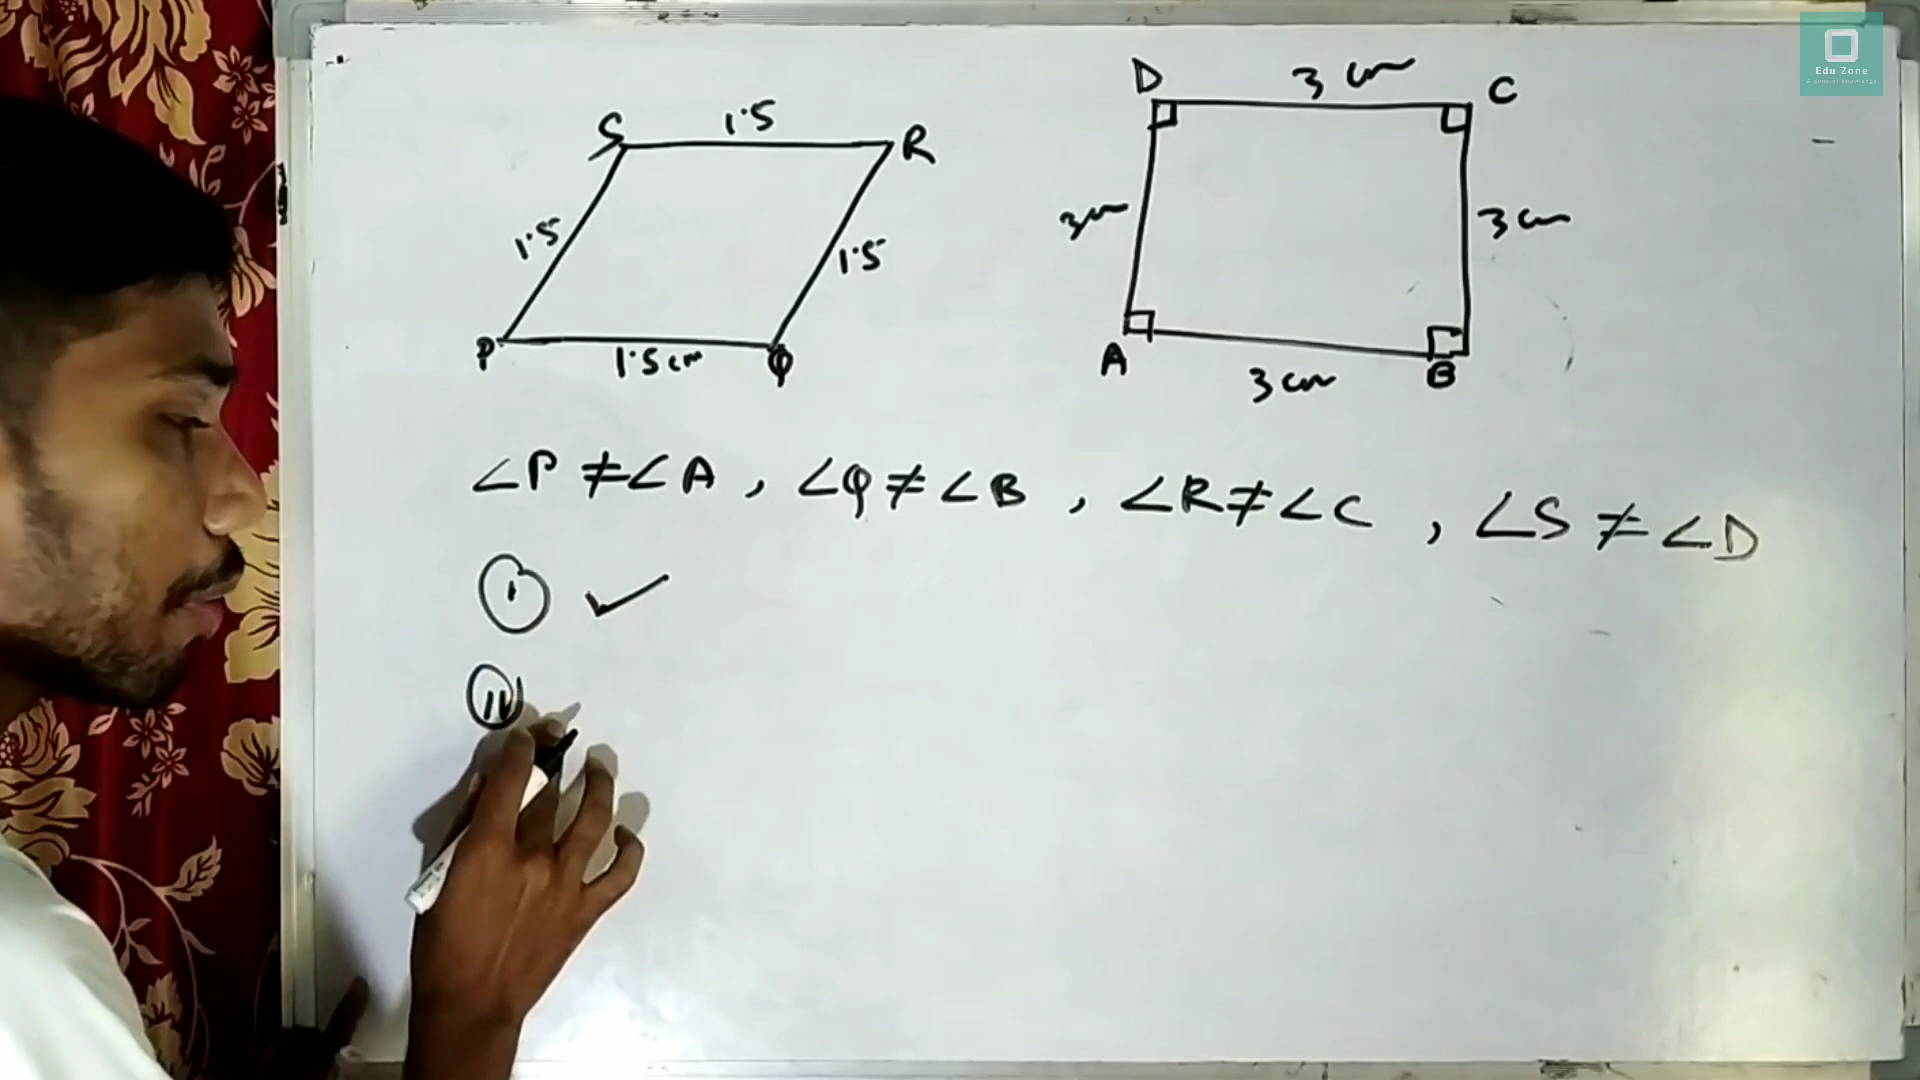 D 3 cm C
S 1.5 R
1.5 1.5 3cm 3 cm
P 1.5 cm Q A 3 cm B
∠P ≠ ∠A , ∠Q ≠ ∠B , ∠R ≠ ∠C , ∠S ≠ ∠D
i ✓
ii
Edu Zone